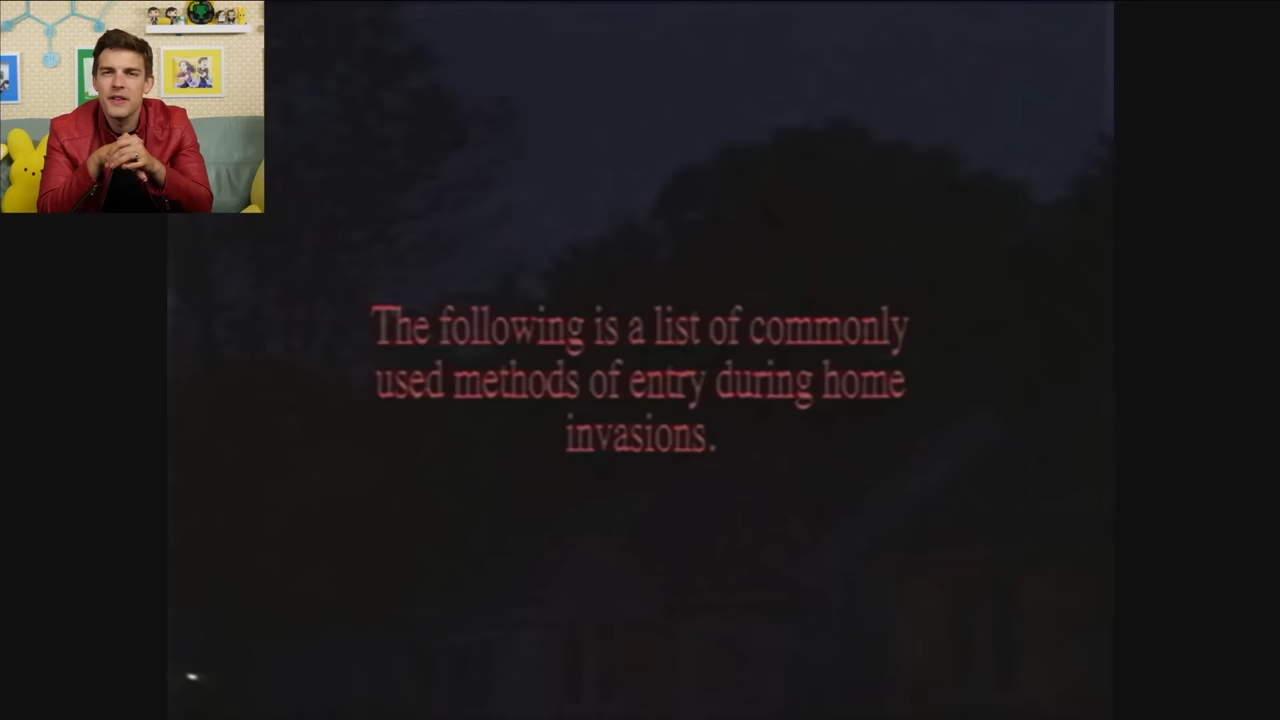 The following is a list of commonly
used methods of entry during home
invasions.